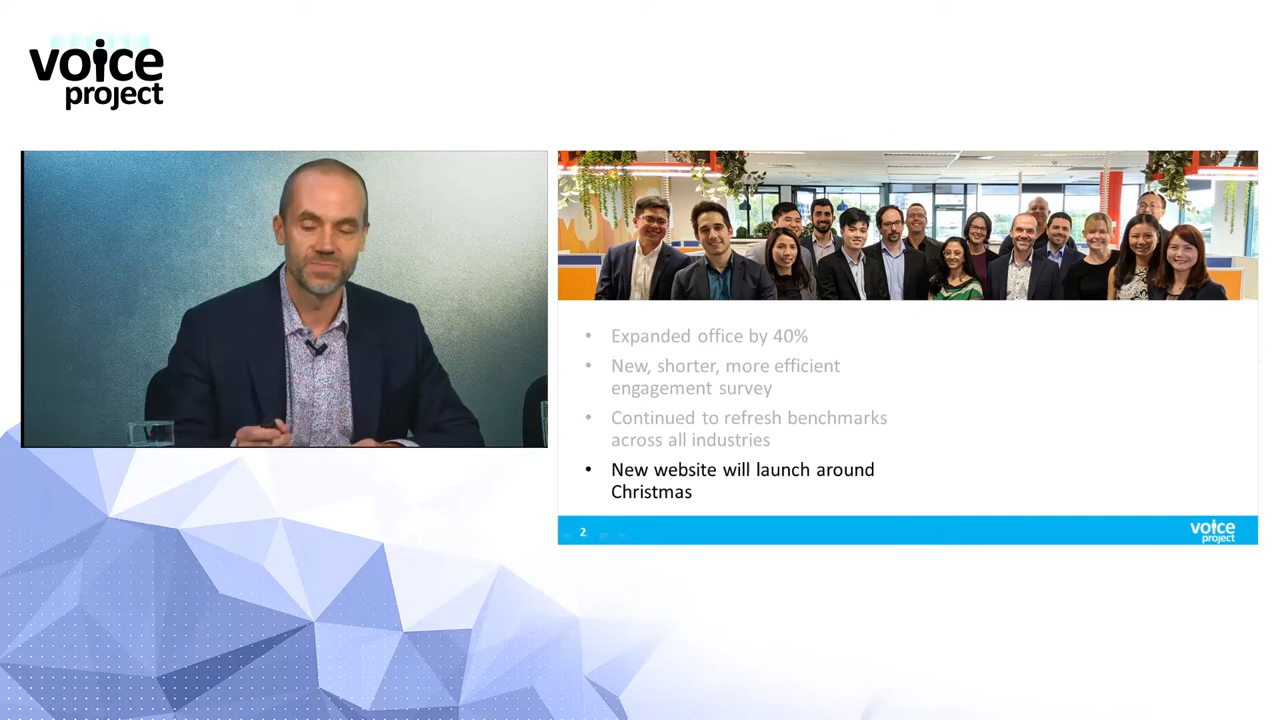 voice
project
• Expanded office by 40%
• New, shorter, more efficient
engagement survey
• Continued to refresh benchmarks
across all industries
• New website will launch around
Christmas
2
voice
project